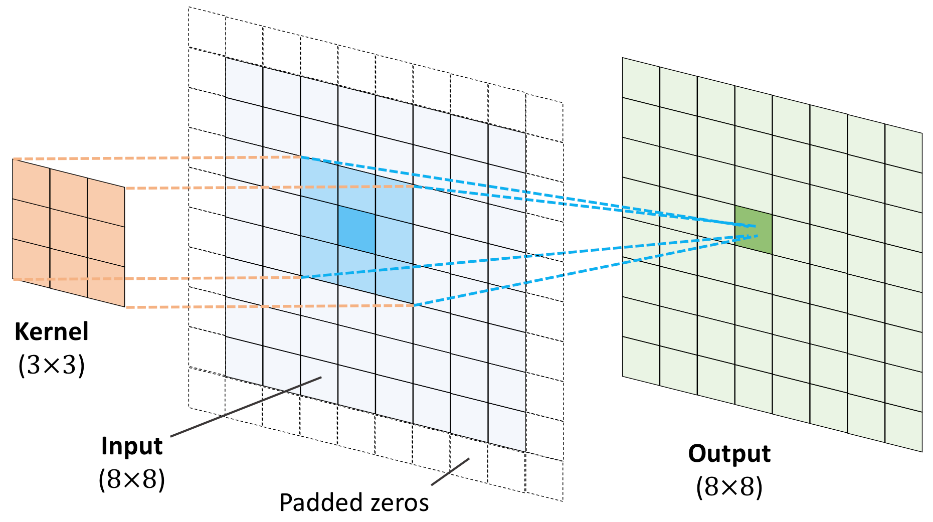 Kernel
(3×3)
Input
(8×8)
Padded zeros
Output
(8×8)